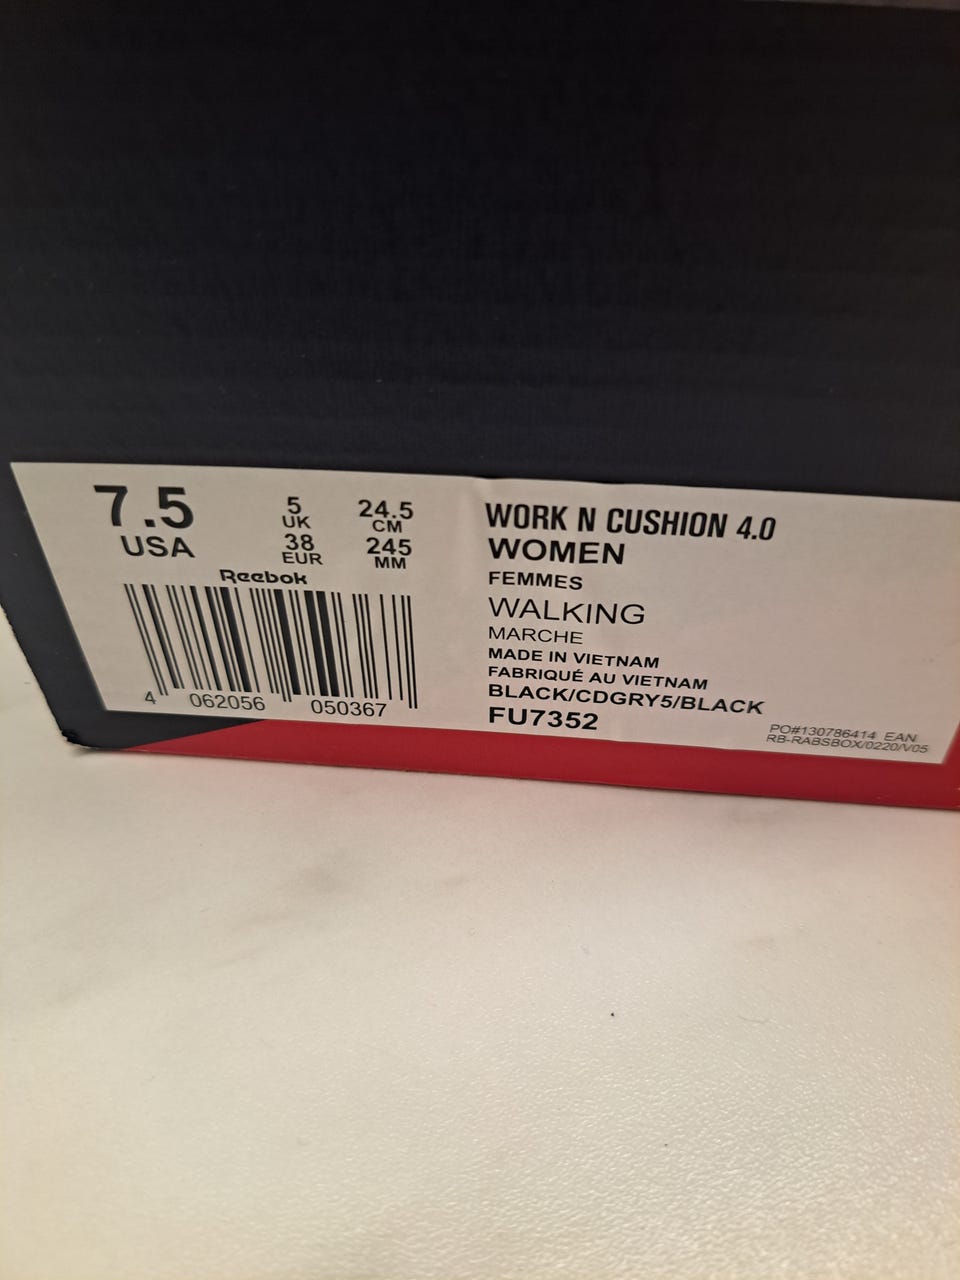 7.5
USA
5
UK
38
EUR
24.5
CM
245
MM
Reebok
4 062056 050367
WORK N CUSHION 4.0
WOMEN
FEMMES
WALKING
MARCHE
MADE IN VIETNAM
FABRIQUÉ AU VIETNAM
BLACK/CDGRY5/BLACK
FU7352
PO#130786414 EAN
RB-RABSBOX/0220/V05